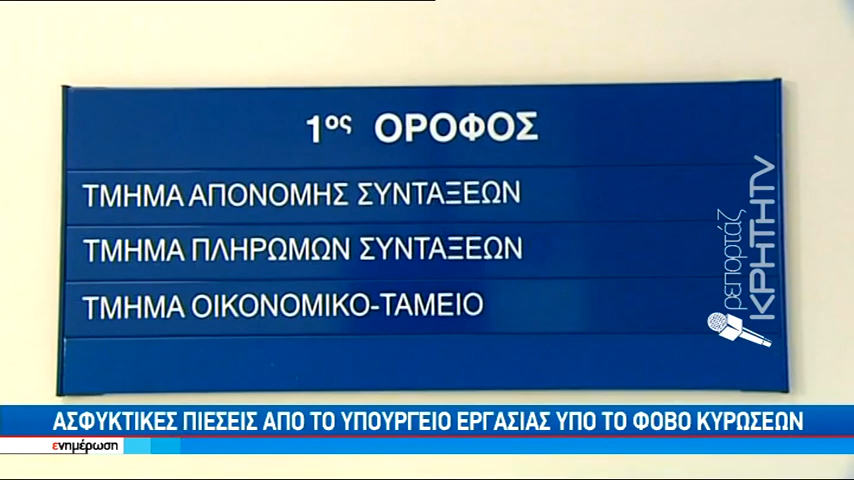 1ος ΟΡΟΦΟΣ
ΤΜΗΜΑ ΑΠΟΝΟΜΗΣ ΣΥΝΤΑΞΕΩΝ
ΤΜΗΜΑ ΠΛΗΡΩΜΩΝ ΣΥΝΤΑΞΕΩΝ
ΤΜΗΜΑ ΟΙΚΟΝΟΜΙΚΟ-ΤΑΜΕΙΟ
ρεπορτάζ
ΚΡΗΤΗTV
ΑΣΦΥΚΤΙΚΕΣ ΠΙΕΣΕΙΣ ΑΠΟ ΤΟ ΥΠΟΥΡΓΕΙΟ ΕΡΓΑΣΙΑΣ ΥΠΟ ΤΟ ΦΟΒΟ ΚΥΡΩΣΕΩΝ
ενημέρωση